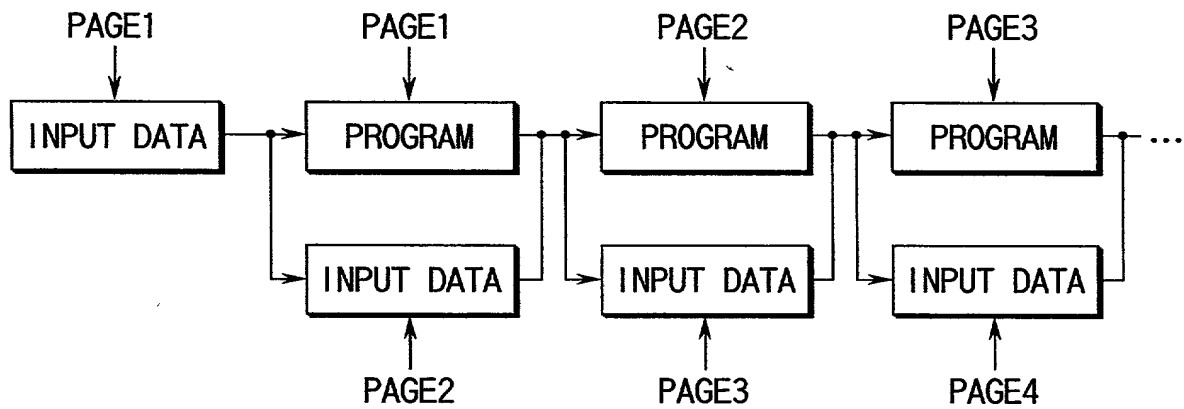 PAGE1 PAGE1 PAGE2 PAGE3
INPUT DATA PROGRAM PROGRAM PROGRAM ...
INPUT DATA INPUT DATA INPUT DATA
PAGE2 PAGE3 PAGE4